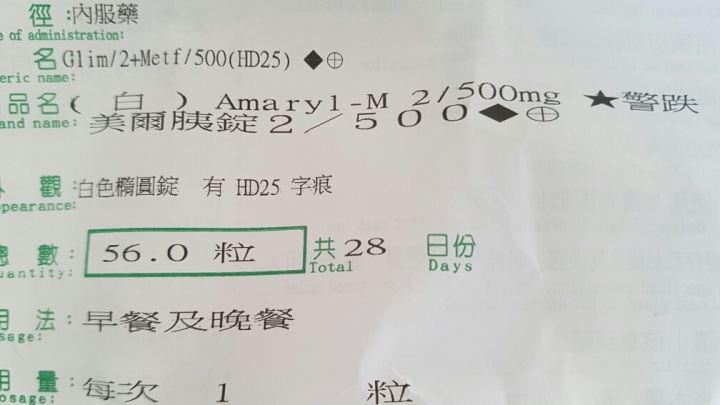 徑：內服藥
e of administration:
名 Glim/2+Metf/500(HD25) ◆⊕
eric name:
品名( 白 ) Amaryl-M 2/500mg ★警跌
and name: 美爾胰錠2／500◆⊕
觀：白色橢圓錠 有 HD25 字痕
pearance:
數： 56.0 粒 共28 日份
uantity: Total Days
法：早餐及晚餐
sage:
量：每次 1 粒
osage: